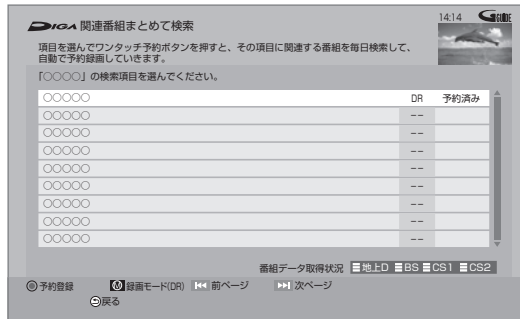 DIGA 関連番組まとめて検索
14:14 GGUIDE
項目を選んでワンタッチ予約ボタンを押すと、その項目に関連する番組を毎日検索して、
自動で予約録画していきます。
「○○○○」の検索項目を選んでください。
○○○○○ DR 予約済み
○○○○○ --
○○○○○ --
○○○○○ --
○○○○○ --
○○○○○ --
○○○○○ --
○○○○○ --
○○○○○ --
番組データ取得状況 地上D BS CS1 CS2
予約登録 録画モード(DR) 前ページ 次ページ
戻る